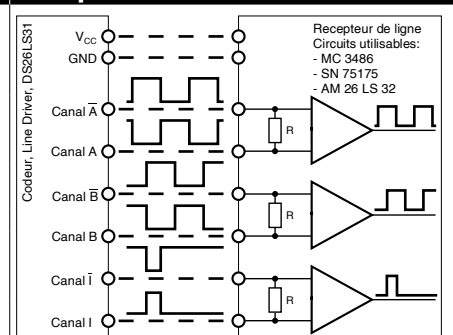 Codeur, Line Driver, DS26LS31
V_CC
GND
Canal A̅
Canal A
Canal B̅
Canal B
Canal I̅
Canal I
Recepteur de ligne
Circuits utilisables:
- MC 3486
- SN 75175
- AM 26 LS 32
R
R
R